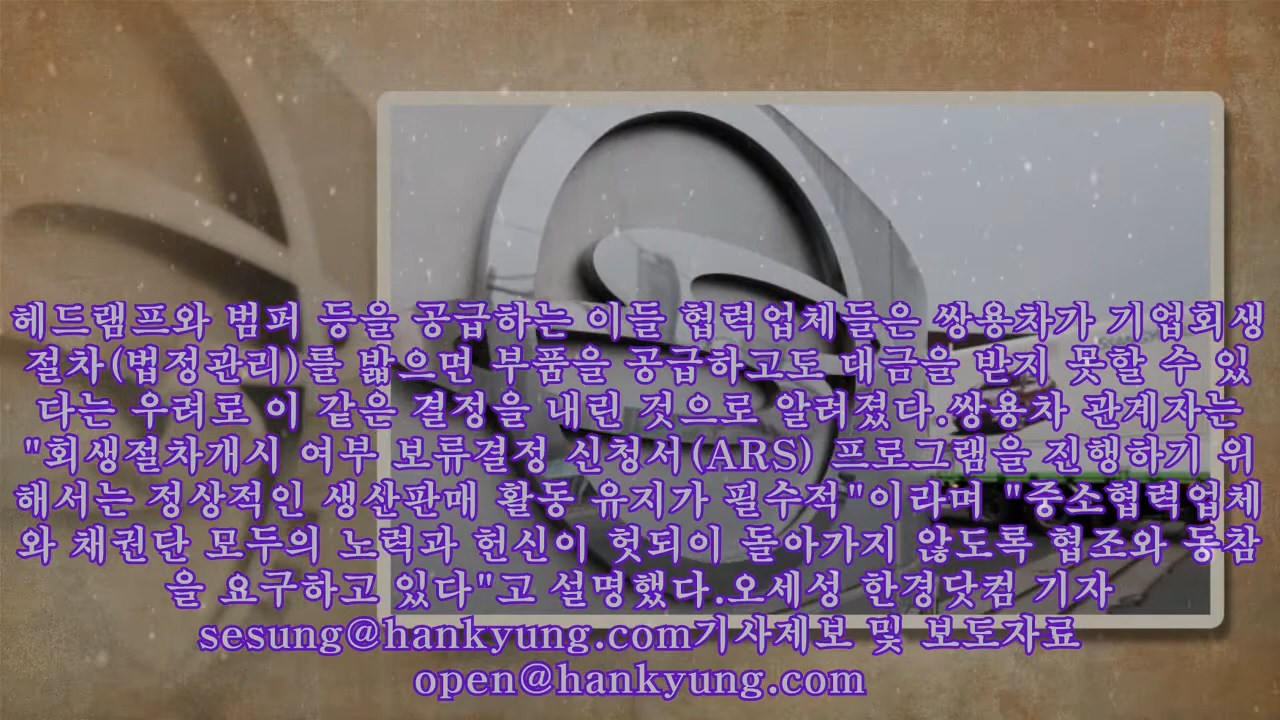 헤드램프와 범퍼 등을 공급하는 이들 협력업체들은 쌍용차가 기업회생
절차(법정관리)를 밟으면 부품을 공급하고도 대금을 받지 못할 수 있
다는 우려로 이 같은 결정을 내린 것으로 알려졌다.쌍용차 관계자는
"회생절차개시 여부 보류결정 신청서(ARS) 프로그램을 진행하기 위
해서는 정상적인 생산판매 활동 유지가 필수적"이라며 "중소협력업체
와 채권단 모두의 노력과 헌신이 헛되이 돌아가지 않도록 협조와 동참
을 요구하고 있다"고 설명했다.오세성 한경닷컴 기자
sesung@hankyung.com기사제보 및 보도자료
open@hankyung.com